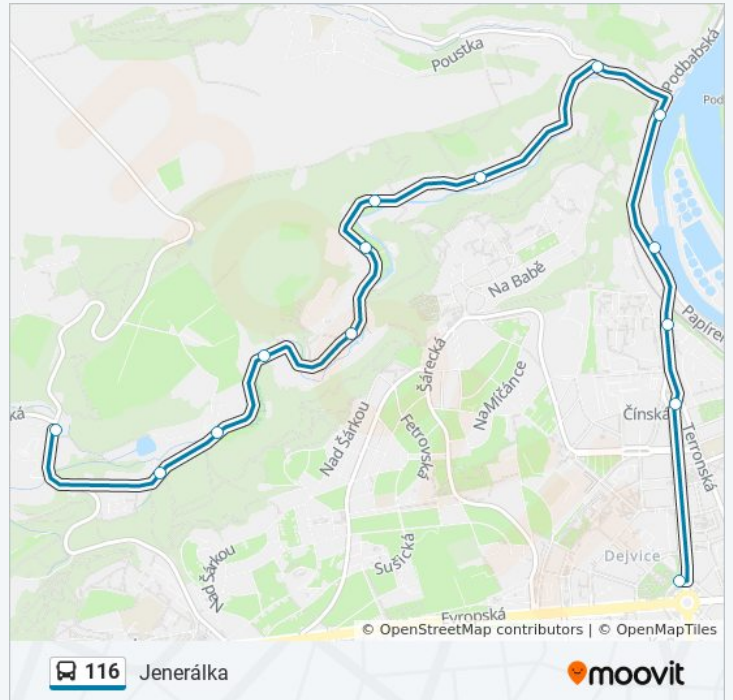 Poustka
Podbabská
Pod
Na Babě
Papíre
Šárecká
Na Míčánce
ká
Čínská
Nad Šárkou
Fetrovská
Terronská
Sušická
Dejvice
Nad Šárkou
Evropská
© OpenStreetMap contributors | © OpenMapTiles
116 Jenerálka
moovit